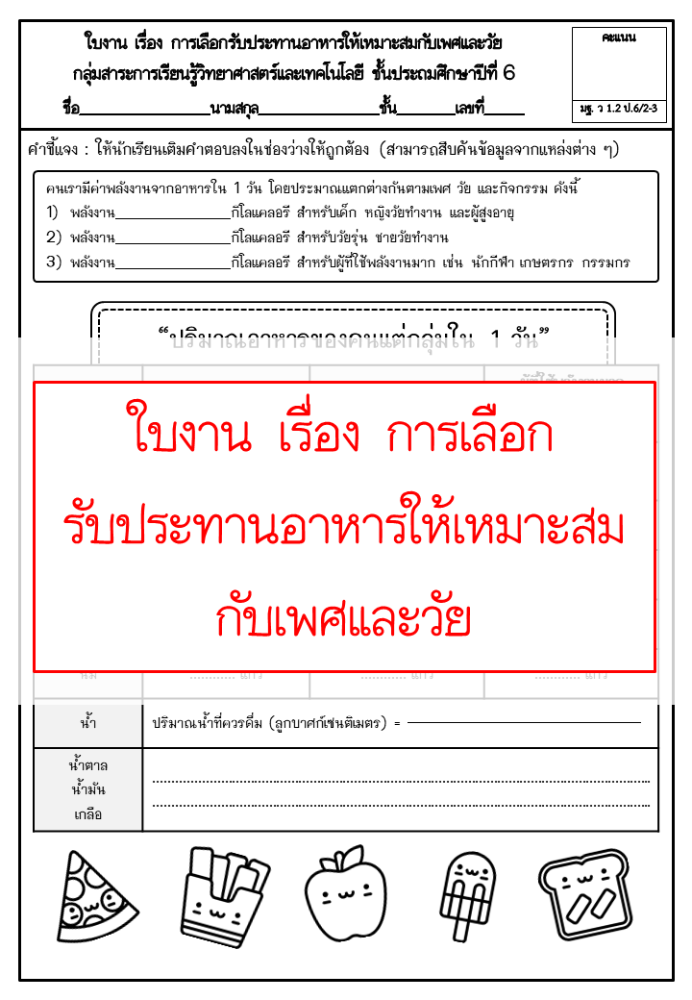 ใบงาน เรื่อง การเลือกรับประทานอาหารให้เหมาะสมกับเพศและวัย
กลุ่มสาระการเรียนรู้วิทยาศาสตร์และเทคโนโลยี ชั้นประถมศึกษาปีที่ 6
คะแนน
ชื่อ________________นามสกุล_______________ชั้น_______เลขที่_____
มฐ. ว 1.2 ป.6/2-3
คำชี้แจง : ให้นักเรียนเติมคำตอบลงในช่องว่างให้ถูกต้อง (สามารถสืบค้นข้อมูลจากแหล่งต่าง ๆ)
คนเรามีค่าพลังงานจากอาหารใน 1 วัน โดยประมาณแตกต่างกันตามเพศ วัย และกิจกรรม ดังนี้
1) พลังงาน_______________กิโลแคลอรี สำหรับเด็ก หญิงวัยทำงาน และผู้สูงอายุ
2) พลังงาน_______________กิโลแคลอรี สำหรับวัยรุ่น ชายวัยทำงาน
3) พลังงาน_______________กิโลแคลอรี สำหรับผู้ที่ใช้พลังงานมาก เช่น นักกีฬา เกษตรกร กรรมกร
“ปริมาณอาหารของคนแต่กลุ่มใน 1 วัน”
ใบงาน เรื่อง การเลือก
รับประทานอาหารให้เหมาะสม
กับเพศและวัย
นม ............ แก้ว ............ แก้ว ............ แก้ว
น้ำ ปริมาณน้ำที่ควรดื่ม (ลูกบาศก์เซนติเมตร) = ______________________________
น้ำตาล
น้ำมัน
เกลือ